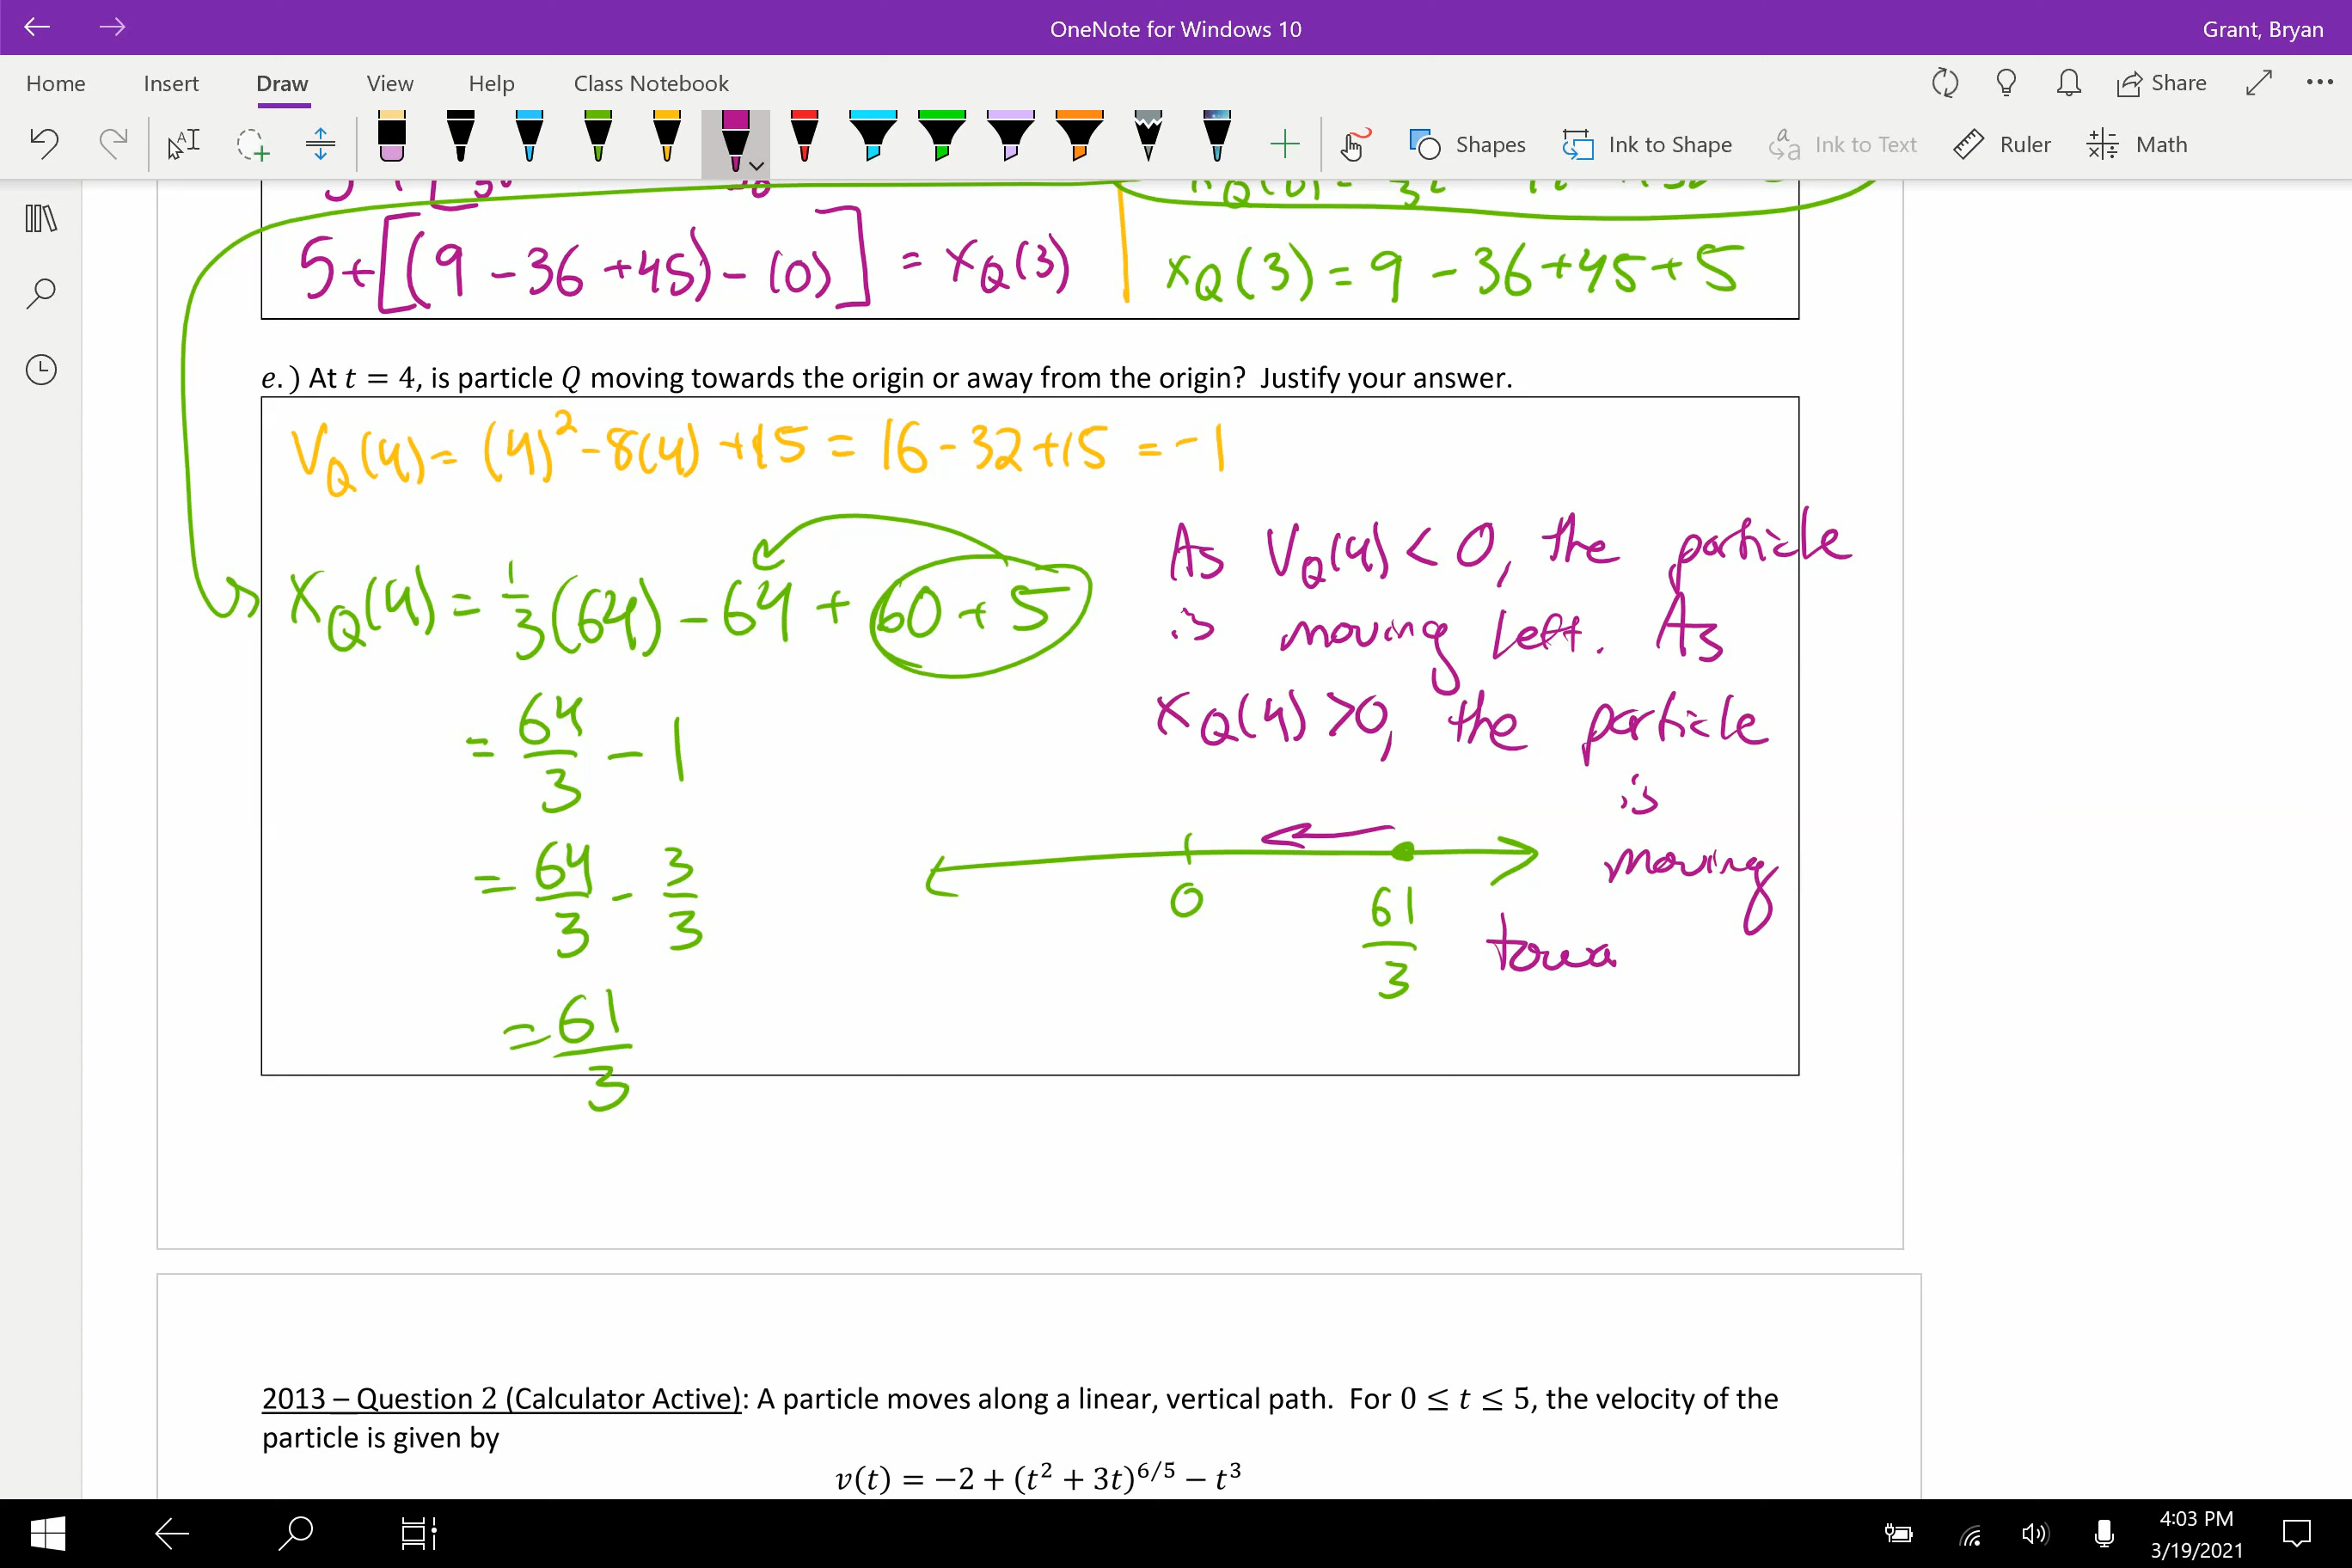 OneNote for Windows 10
Grant, Bryan
Home Insert Draw View Help Class Notebook Share
Shapes Ink to Shape Ink to Text Ruler Math
5+[(9 -36 +45) - (0)] = xQ(3)
xQ(3) = 9 - 36+45+5
e.) At t = 4, is particle Q moving towards the origin or away from the origin? Justify your answer.
VQ(4) = (4)² -8(4) +15 = 16 - 32 +15 = -1
XQ(4) = 1/3(64) - 64 + 60 + 5
= 64/3 - 1
= 64/3 - 3/3
= 61/3
As VQ(4) < 0, the particle
is moving left. As
xQ(4) >0, the particle
is
moving
towa
0
61/3
2013 – Question 2 (Calculator Active): A particle moves along a linear, vertical path. For 0 ≤ t ≤ 5, the velocity of the
particle is given by
v(t) = −2 + (t² + 3t)^6/5 − t³
4:03 PM
3/19/2021